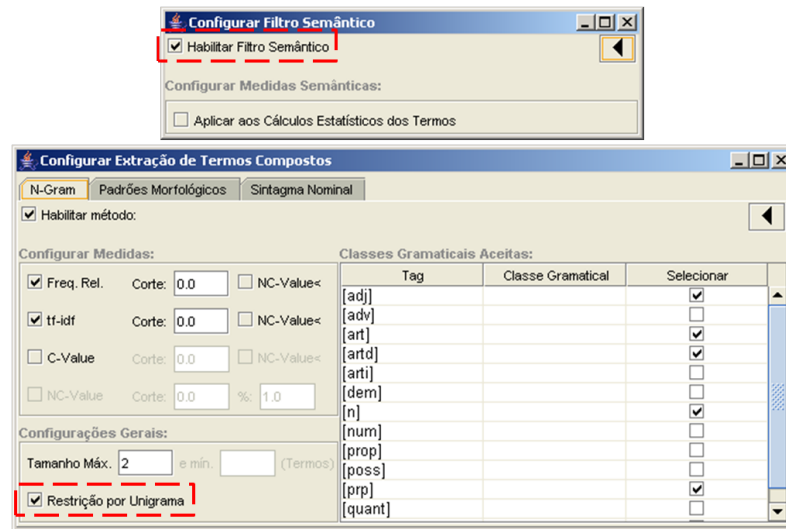 Configurar Filtro Semântico
Habilitar Filtro Semântico
Configurar Medidas Semânticas:
Aplicar aos Cálculos Estatísticos dos Termos
Configurar Extração de Termos Compostos
N-Gram Padrões Morfológicos Sintagma Nominal
Habilitar método:
Configurar Medidas:
Freq. Rel. Corte: 0.0 NC-Value<
tf-idf Corte: 0.0 NC-Value<
C-Value Corte: 0.0 NC-Value<
NC-Value Corte: 0.0 %: 1.0
Configurações Gerais:
Tamanho Máx. 2 e mín. (Termos)
Restrição por Unigrama
Classes Gramaticais Aceitas:
Tag Classe Gramatical Selecionar
[adj]
[adv]
[art]
[artd]
[arti]
[dem]
[n]
[num]
[prop]
[poss]
[prp]
[quant]